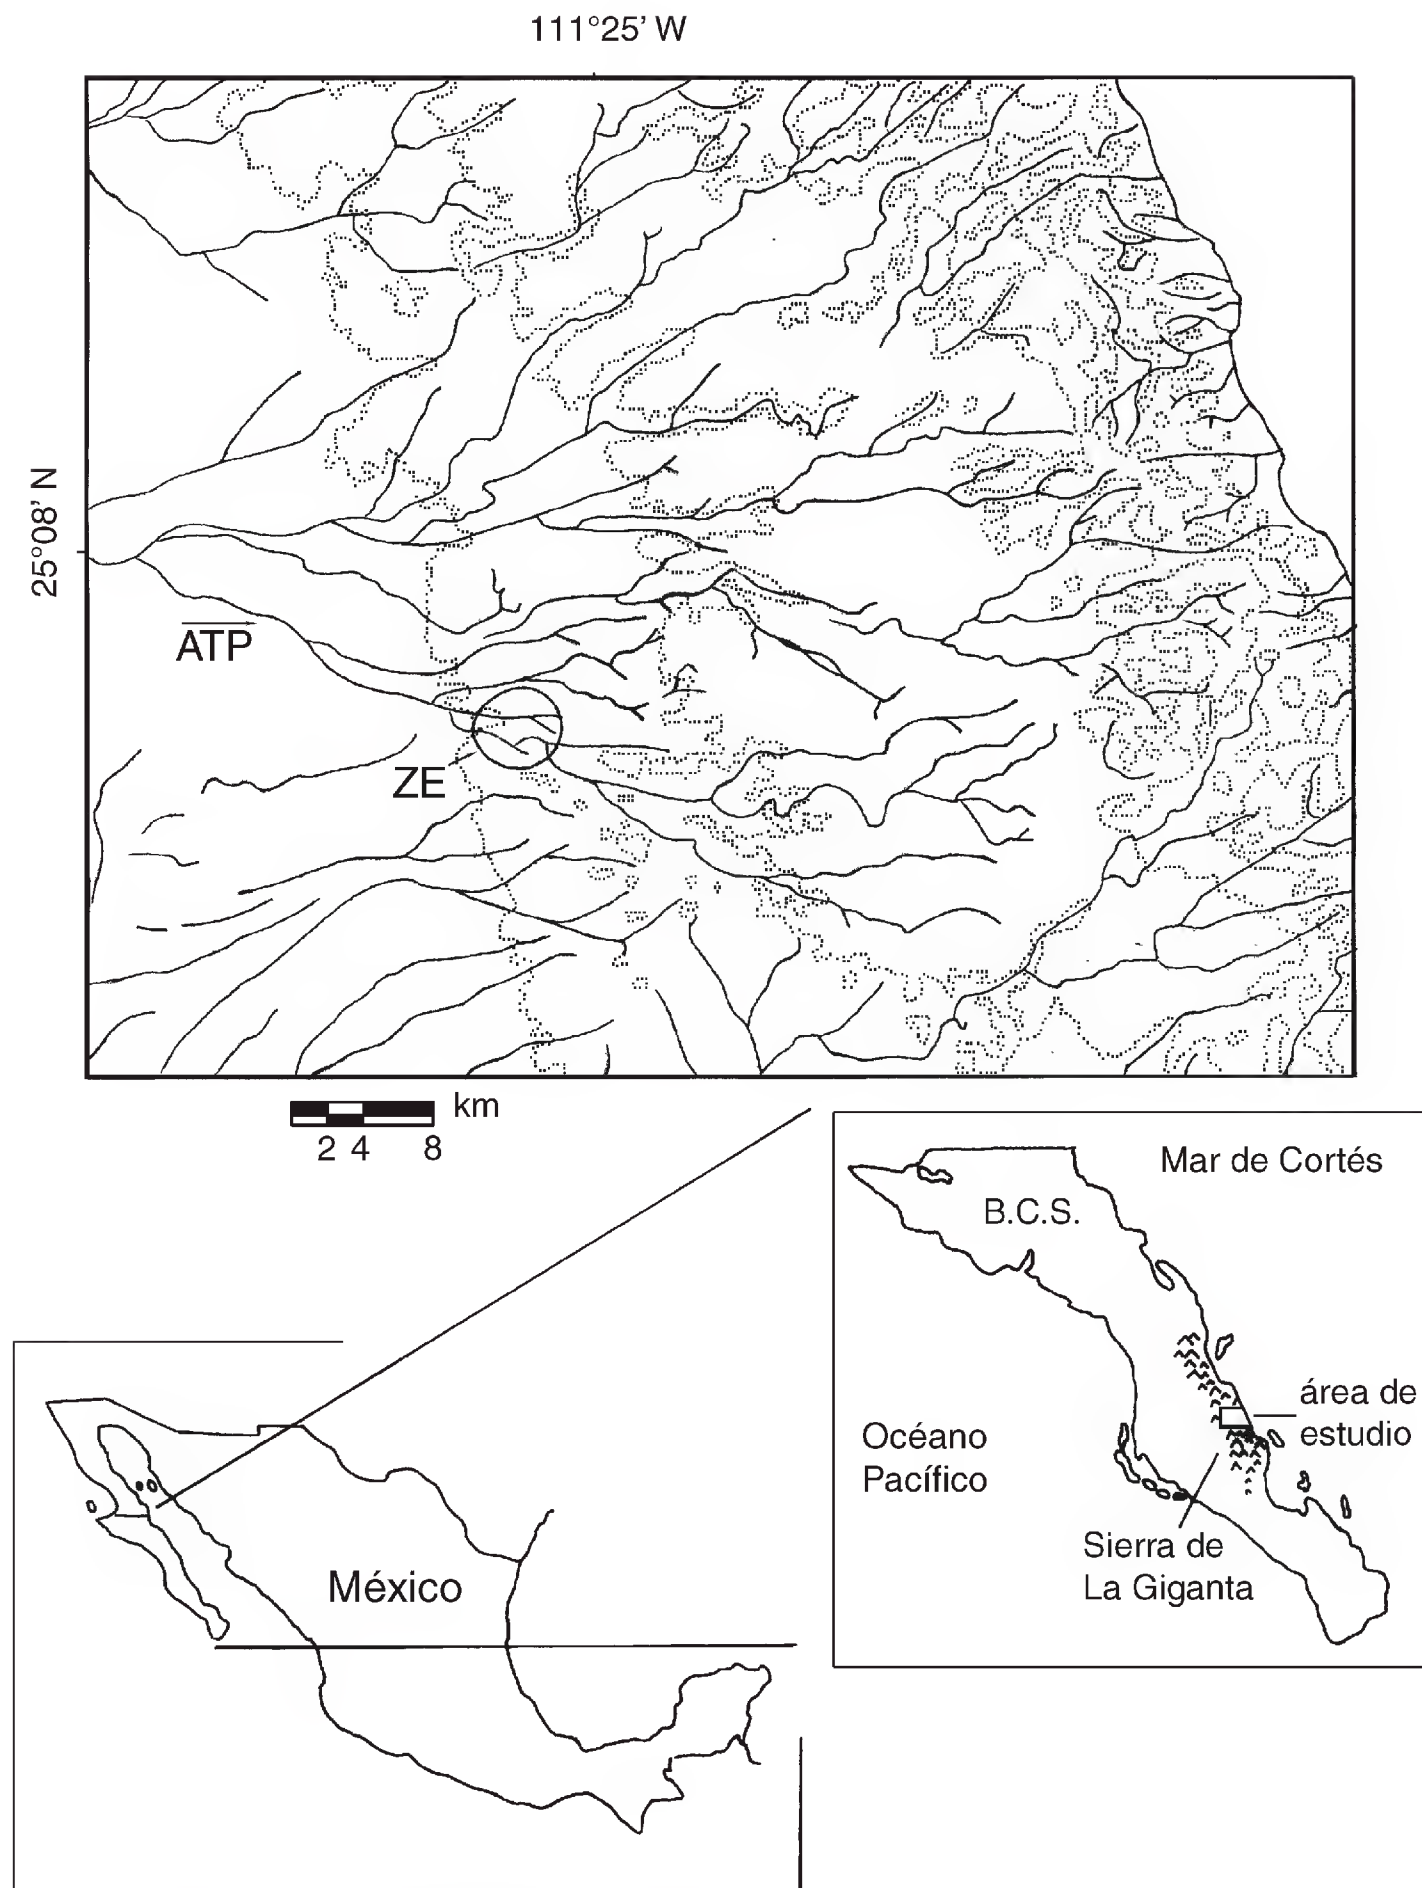 111°25' W
25°08' N
ATP
ZE
km
2 4 8
Mar de Cortés
B.C.S.
área de
estudio
Océano
Pacífico
Sierra de
La Giganta
México